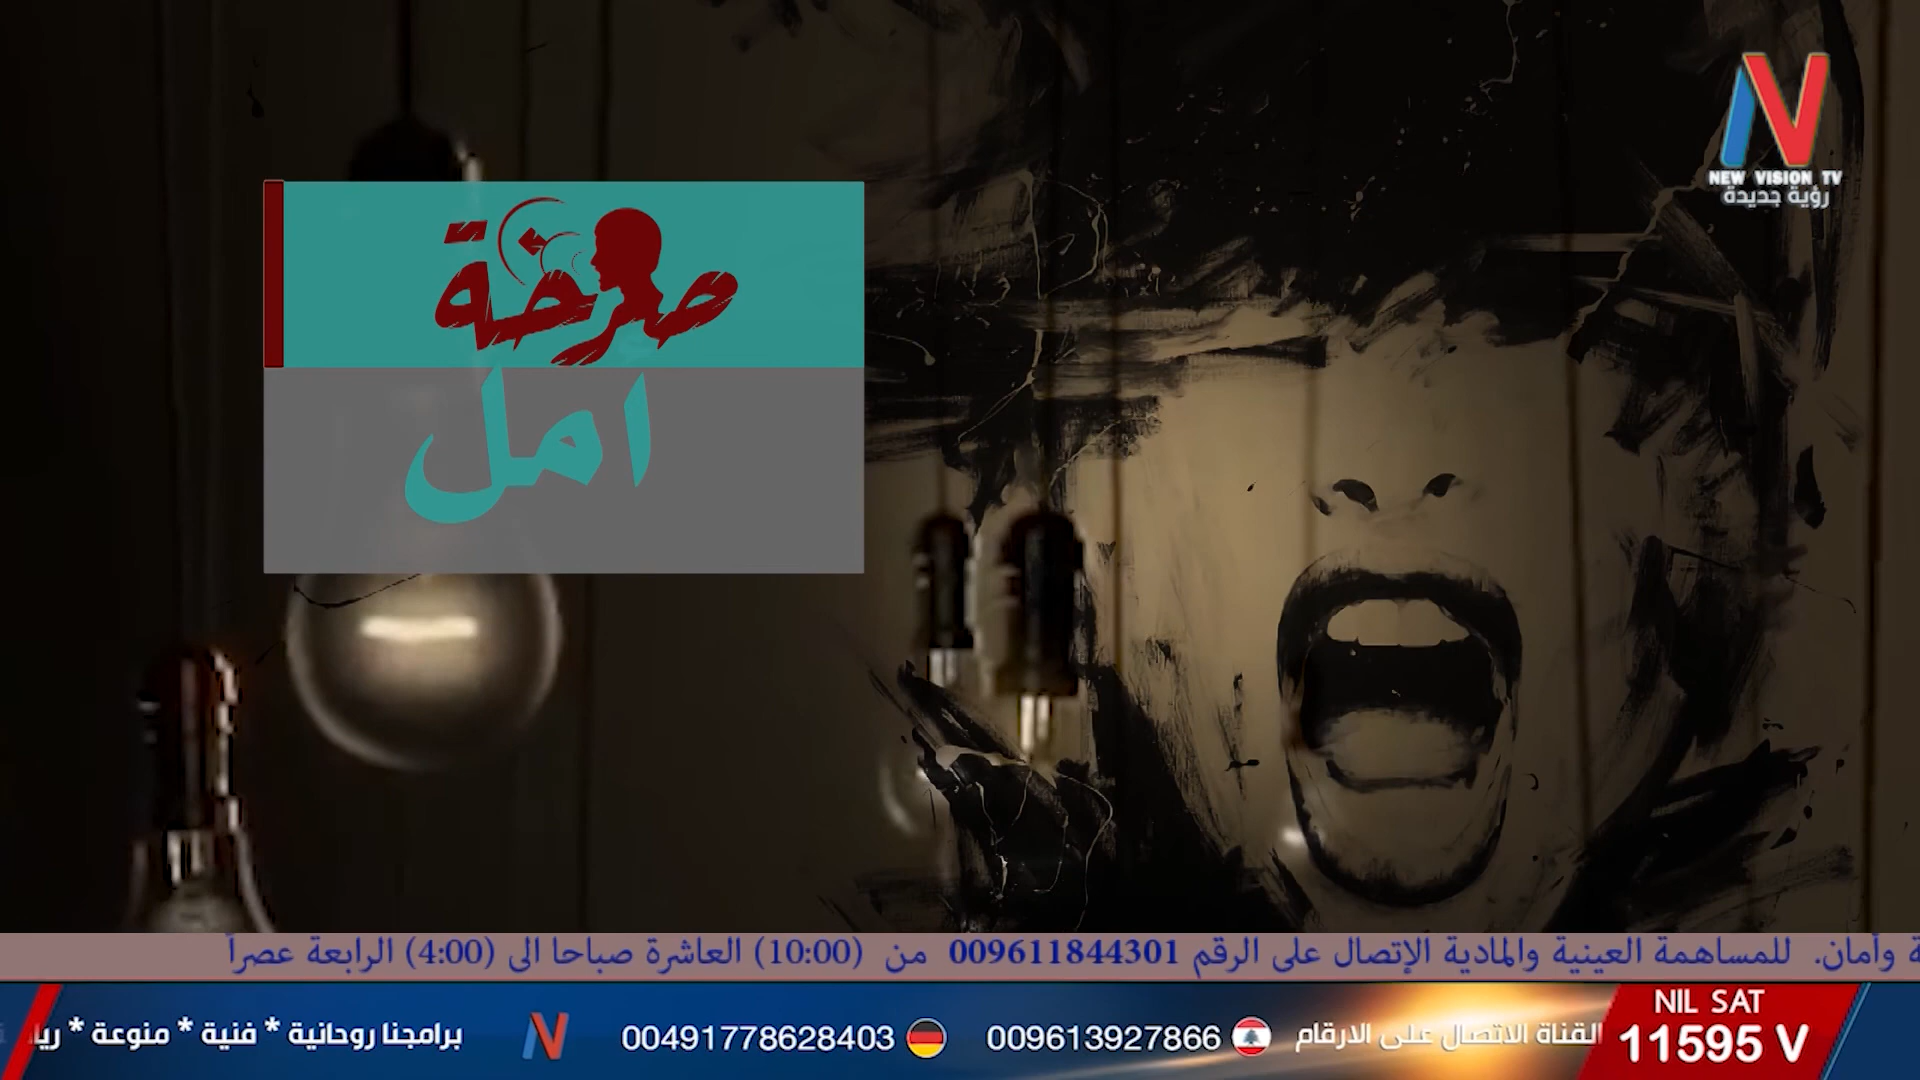 NEW VISION TV
رؤية جديدة
صرخة
امل
ة وأمان. للمساهمة العينية والمادية الإتصال على الرقم 009611844301 من (10:00) العاشرة صباحا الى (4:00) الرابعة عصراً
NIL SAT
11595 V
القناة الاتصال على الارقام 009613927866 00491778628403 برامجنا روحانية * فنية * منوعة * ريا